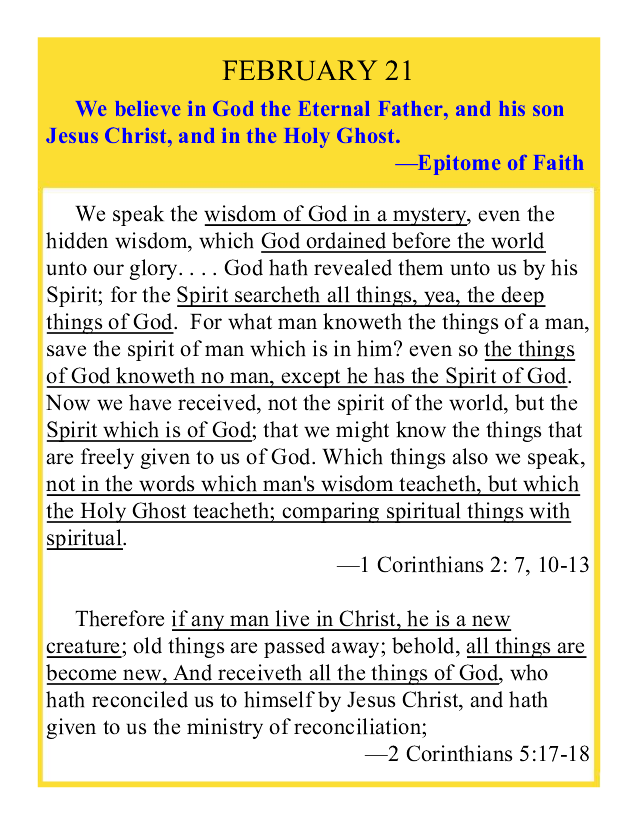 FEBRUARY 21
We believe in God the Eternal Father, and his son
Jesus Christ, and in the Holy Ghost.
—Epitome of Faith
We speak the wisdom of God in a mystery, even the
hidden wisdom, which God ordained before the world
unto our glory. . . . God hath revealed them unto us by his
Spirit; for the Spirit searcheth all things, yea, the deep
things of God.  For what man knoweth the things of a man,
save the spirit of man which is in him? even so the things
of God knoweth no man, except he has the Spirit of God.
Now we have received, not the spirit of the world, but the
Spirit which is of God; that we might know the things that
are freely given to us of God. Which things also we speak,
not in the words which man's wisdom teacheth, but which
the Holy Ghost teacheth; comparing spiritual things with
spiritual.
—1 Corinthians 2: 7, 10-13
Therefore if any man live in Christ, he is a new
creature; old things are passed away; behold, all things are
become new, And receiveth all the things of God, who
hath reconciled us to himself by Jesus Christ, and hath
given to us the ministry of reconciliation;
—2 Corinthians 5:17-18